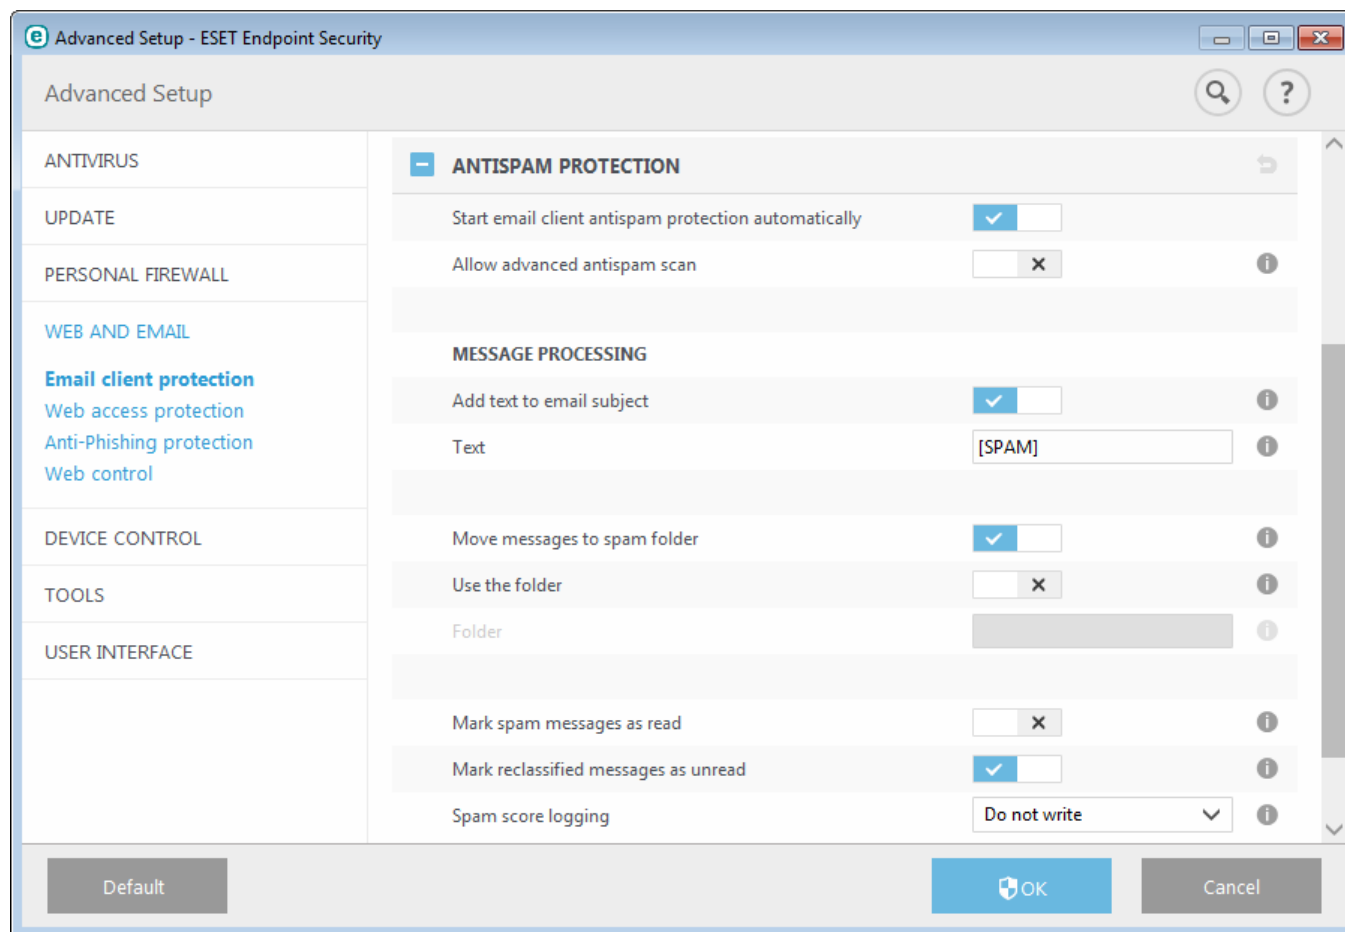 e Advanced Setup - ESET Endpoint Security
Advanced Setup
?
ANTIVIRUS
UPDATE
PERSONAL FIREWALL
WEB AND EMAIL
Email client protection
Web access protection
Anti-Phishing protection
Web control
DEVICE CONTROL
TOOLS
USER INTERFACE
ANTISPAM PROTECTION
Start email client antispam protection automatically
Allow advanced antispam scan
MESSAGE PROCESSING
Add text to email subject
Text [SPAM]
Move messages to spam folder
Use the folder
Folder
Mark spam messages as read
Mark reclassified messages as unread
Spam score logging Do not write
Default
OK
Cancel